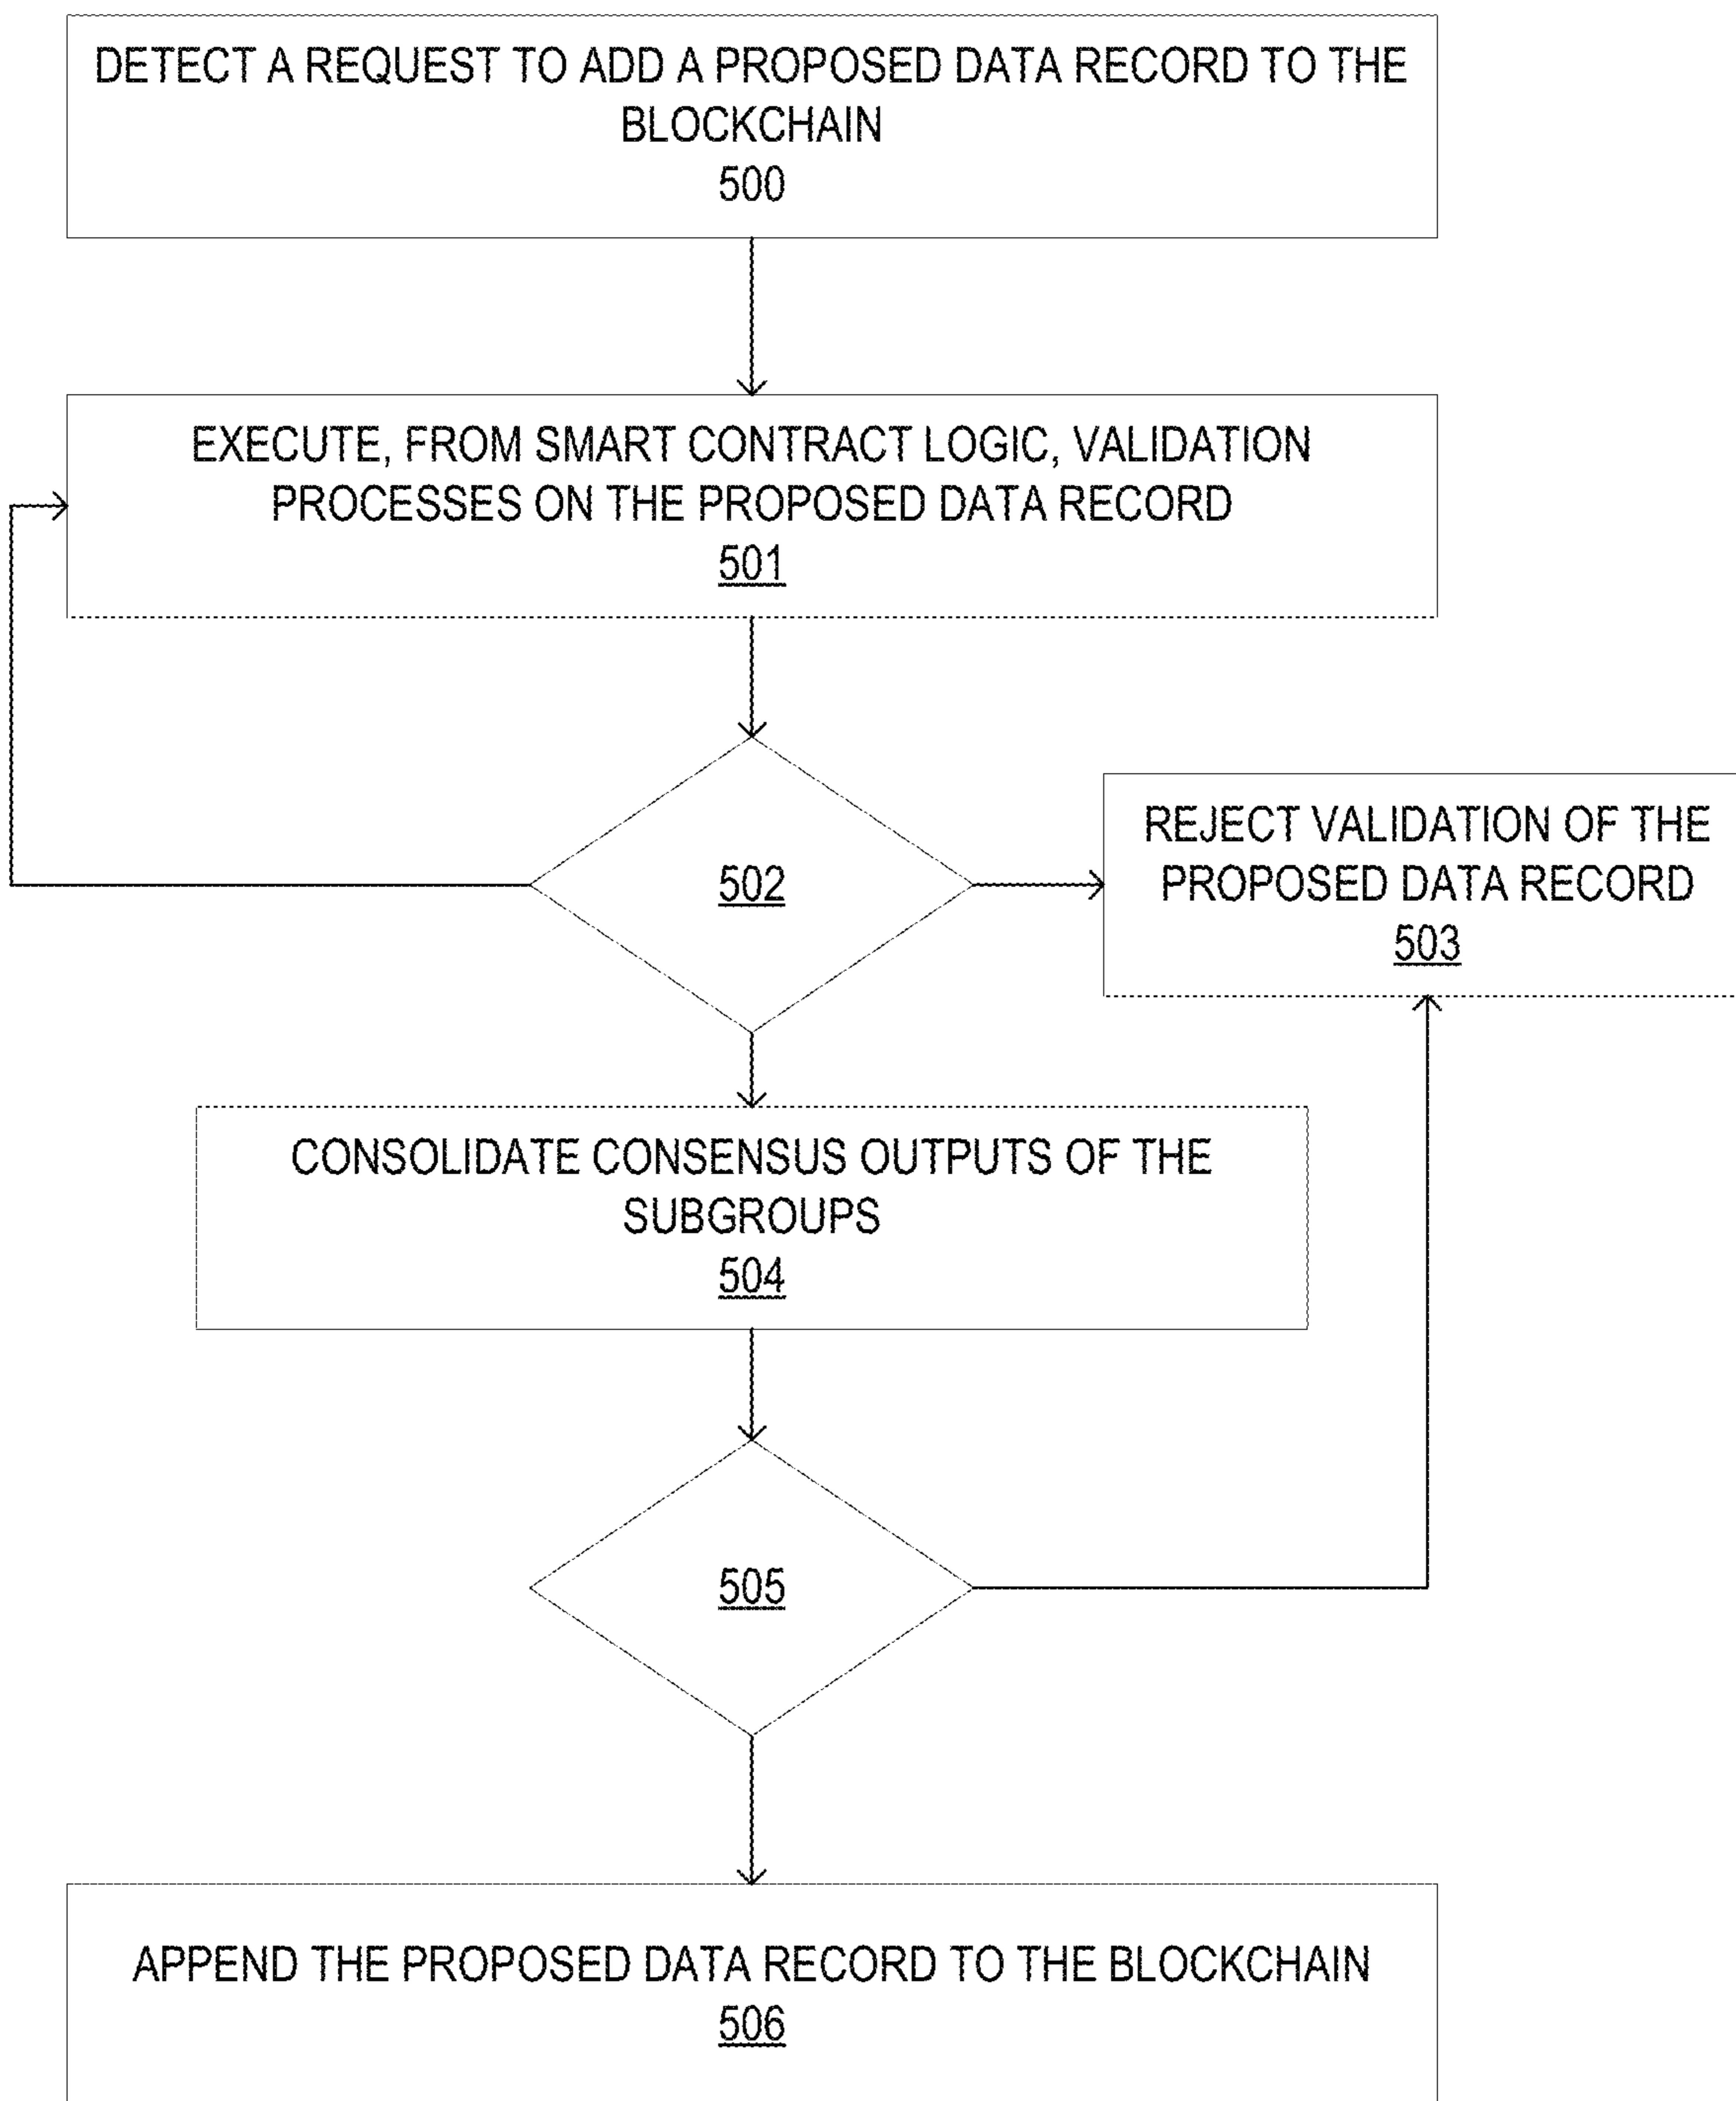 DETECT A REQUEST TO ADD A PROPOSED DATA RECORD TO THE
BLOCKCHAIN
500
EXECUTE, FROM SMART CONTRACT LOGIC, VALIDATION
PROCESSES ON THE PROPOSED DATA RECORD
501
502
REJECT VALIDATION OF THE
PROPOSED DATA RECORD
503
CONSOLIDATE CONSENSUS OUTPUTS OF THE
SUBGROUPS
504
505
APPEND THE PROPOSED DATA RECORD TO THE BLOCKCHAIN
506